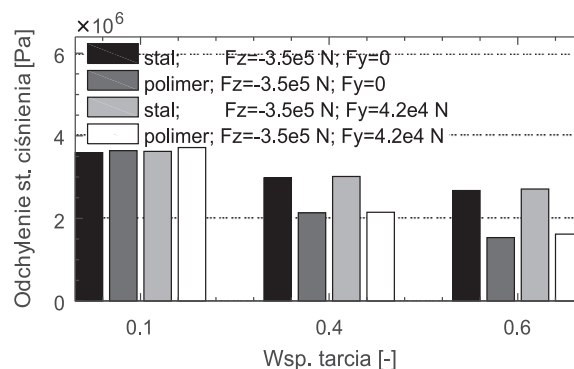 ×10⁶
Odchylenie st. ciśnienia [Pa]
6
4
2
0
stal; Fz=-3.5e5 N; Fy=0
polimer; Fz=-3.5e5 N; Fy=0
stal; Fz=-3.5e5 N; Fy=4.2e4 N
polimer; Fz=-3.5e5 N; Fy=4.2e4 N
0.1 0.4 0.6
Wsp. tarcia [-]